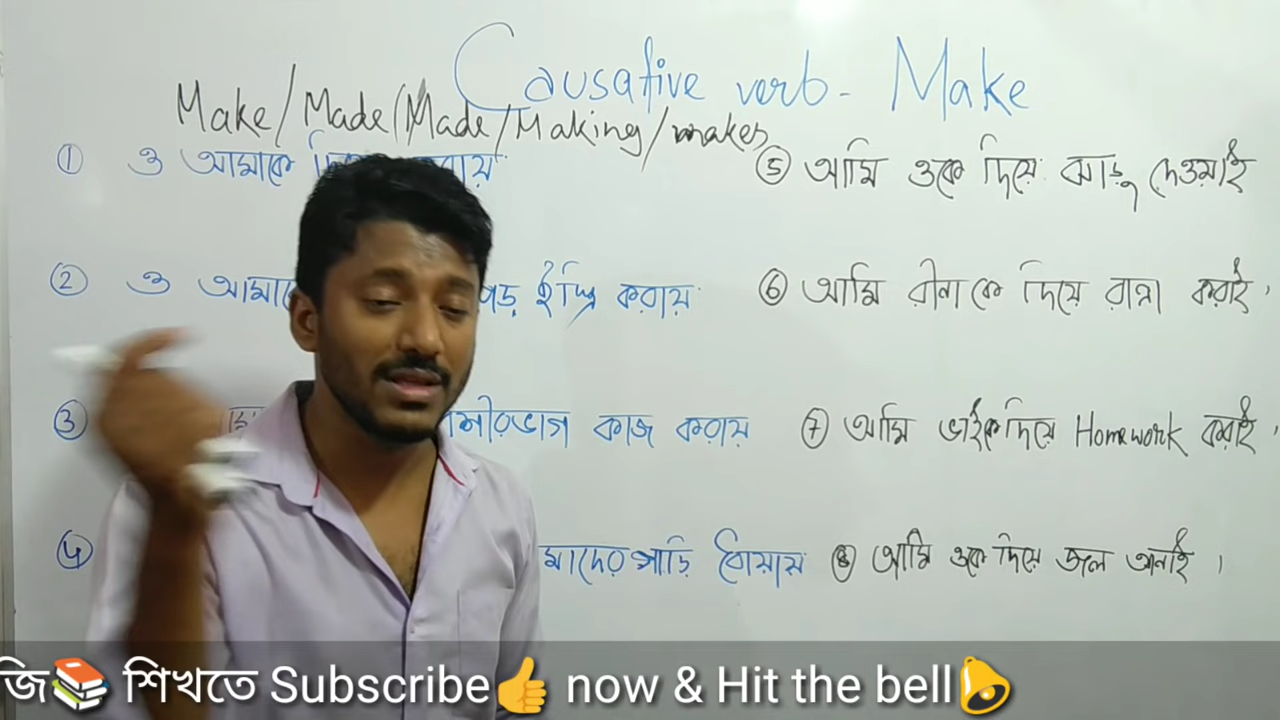 Causative verb - Make
Make/Made/Made/Making/makes
① ও আমাকে
② ও ইস্ত্রি করায়
③ কাজ করায়
④ গাড়ি ধোয়ায়
⑤ আমি ওকে দিয়ে ঝাড়ু দেওয়াই
⑥ আমি রীনা কে দিয়ে রান্না করাই।
⑦ আমি ভাইকে দিয়ে Homework করাই।
⑧ আমি ওকে দিয়ে জল আনাই।
শিখতে Subscribe👍 now & Hit the bell🔔